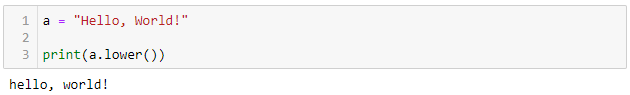 1 a = "Hello, World!"
2
3 print(a.lower())
hello, world!